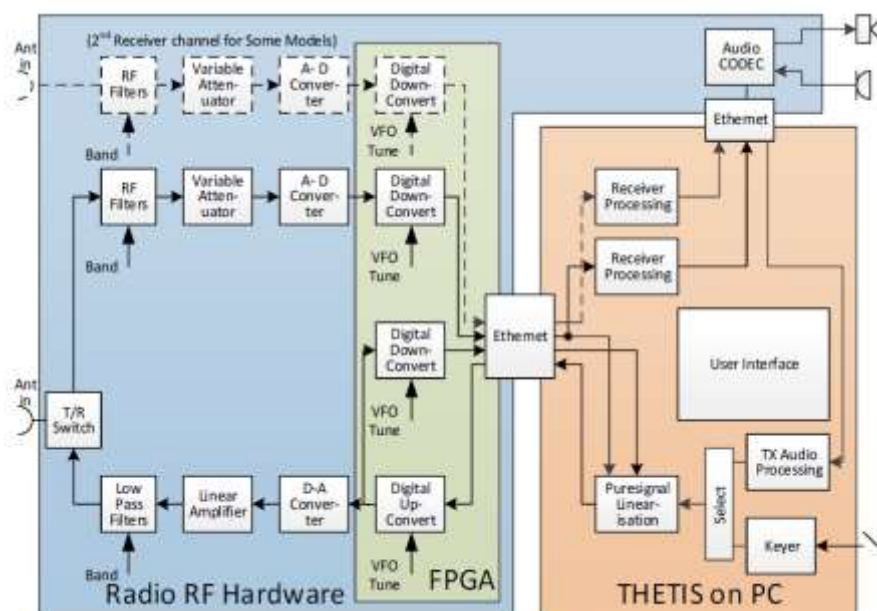 (2nd Receiver channel for Some Models)
Ant
in
RF
Filters
Variable
Atten-
uator
A- D
Conver-
ter
Digital
Down-
Convert
Band
VFO
Tune
Audio
CODEC
Ethernet
RF
Filters
Variable
Atten-
uator
A- D
Conver-
ter
Digital
Down-
Convert
Band
VFO
Tune
Receiver
Processing
Receiver
Processing
Ethernet
Digital
Down-
Convert
VFO
Tune
User Interface
Ant
in
T/R
Switch
Low
Pass
Filters
Linear
Amplifier
D-A
Conver-
ter
Digital
Up-
Convert
Band
VFO
Tune
Puresignal
Linear-
isation
Select
TX Audio
Processing
Keyer
Radio RF Hardware
FPGA
THETIS on PC